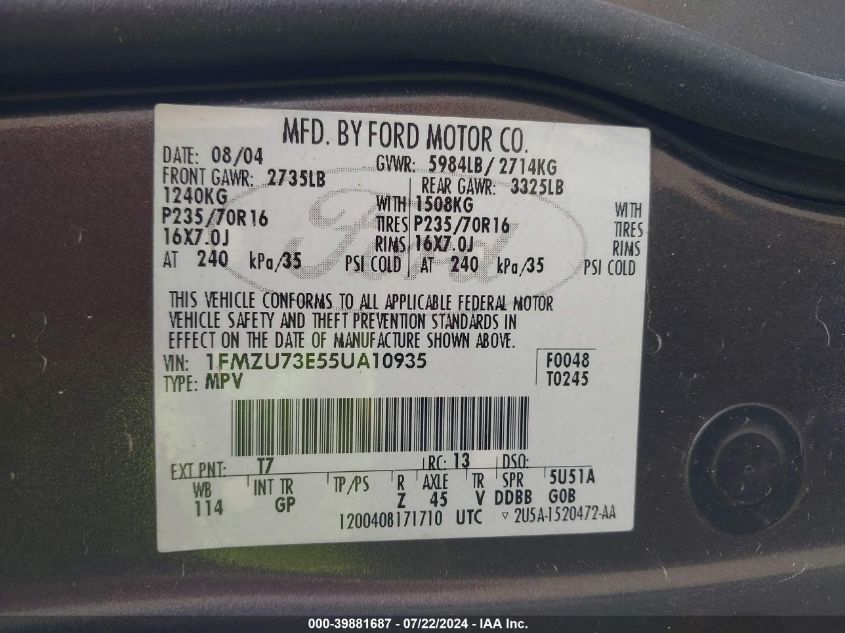 MFD. BY FORD MOTOR CO.
DATE: 08/04 GVWR: 5984LB/ 2714KG
FRONT GAWR: 2735LB REAR GAWR: 3325LB
1240KG WITH 1508KG WITH
P235/70R16 TIRES P235/70R16 TIRES
16X7.0J RIMS 16X7.0J RIMS
AT 240 kPa/35 PSI COLD AT 240 kPa/35 PSI COLD
Ford
THIS VEHICLE CONFORMS TO ALL APPLICABLE FEDERAL MOTOR
VEHICLE SAFETY AND THEFT PREVENTION STANDARDS IN
EFFECT ON THE DATE OF MANUFACTURE SHOWN ABOVE.
VIN: 1FMZU73E55UA10935 F0048
TYPE: MPV T0245
EXT PNT: T7 RC: 13 DSO:
WB INT TR TP/PS R AXLE TR SPR 5U51A
114 GP Z 45 V DDBB GOB
1200408171710 UTC ▽ 2U5A-1520472-AA
000-39881687 / 07/22/2024 - IAA Inc.